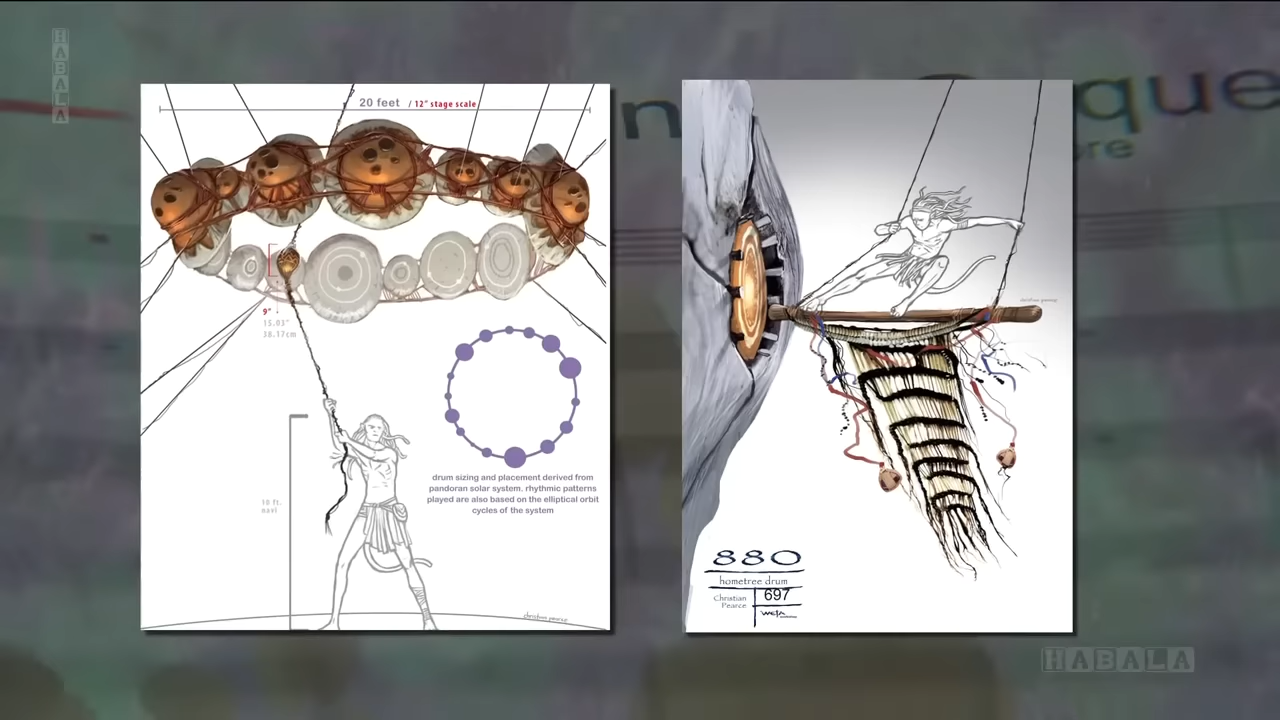 HABALA
20 feet / 12" stage scale
9"
15.03"
38.17cm
10 ft.
navi
drum sizing and placement derived from
pandoran solar system. rhythmic patterns
played are also based on the elliptical orbit
cycles of the system
christian pearce
que
christian pearce
880
hometree drum
Christian
Pearce
697
weta
HABALA